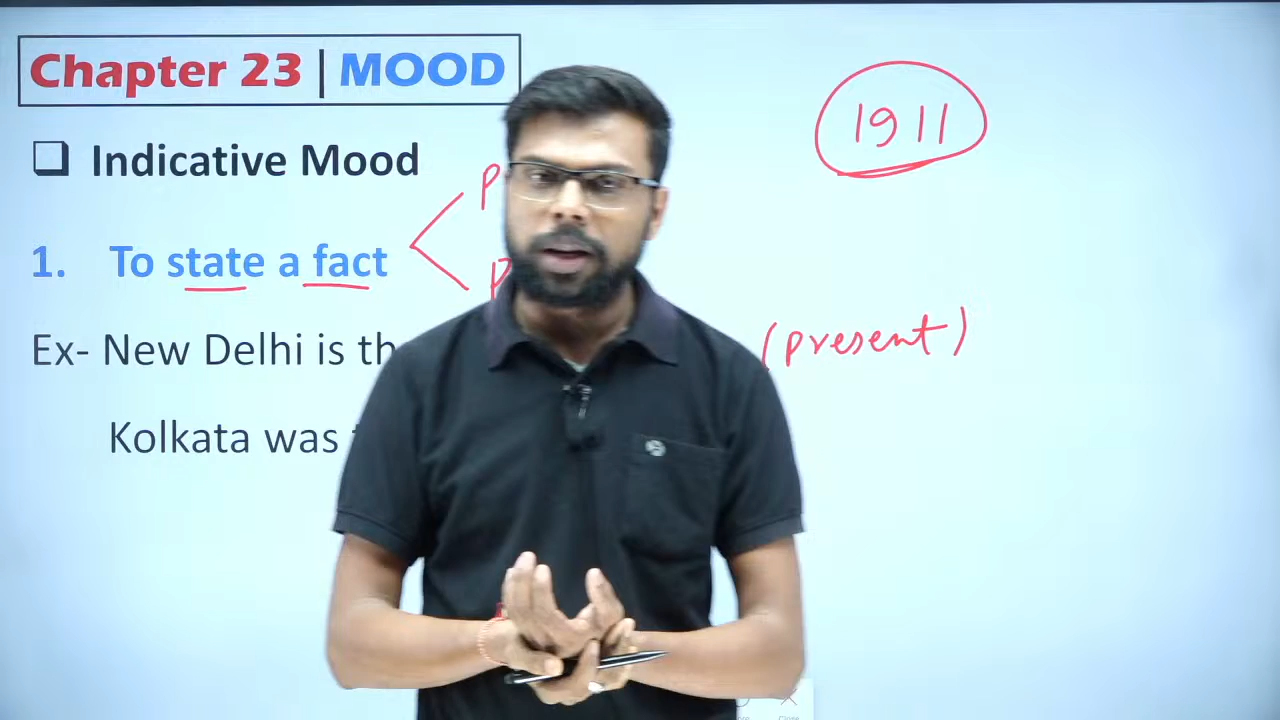 Chapter 23 | MOOD
1911
Indicative Mood
P
1. To state a fact
P
Ex- New Delhi is th
(present)
Kolkata was